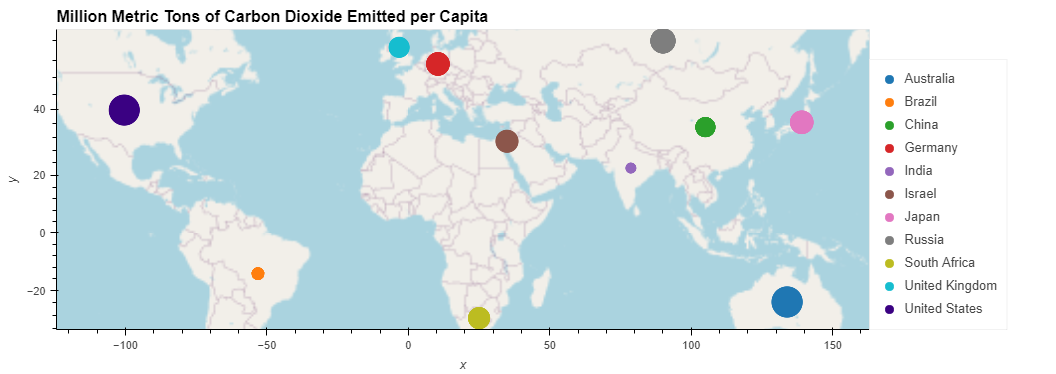 Million Metric Tons of Carbon Dioxide Emitted per Capita
y
40
20
0
−20
−100
−50
0
50
100
150
x
Australia
Brazil
China
Germany
India
Israel
Japan
Russia
South Africa
United Kingdom
United States